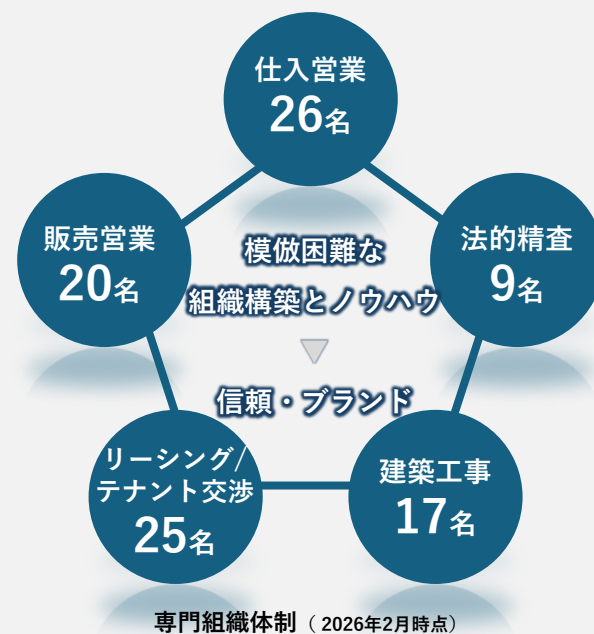 仕入営業
26名
販売営業
20名
法的精査
9名
模倣困難な
組織構築とノウハウ
信頼・ブランド
リーシング/
テナント交渉
25名
建築工事
17名
専門組織体制（2026年2月時点）